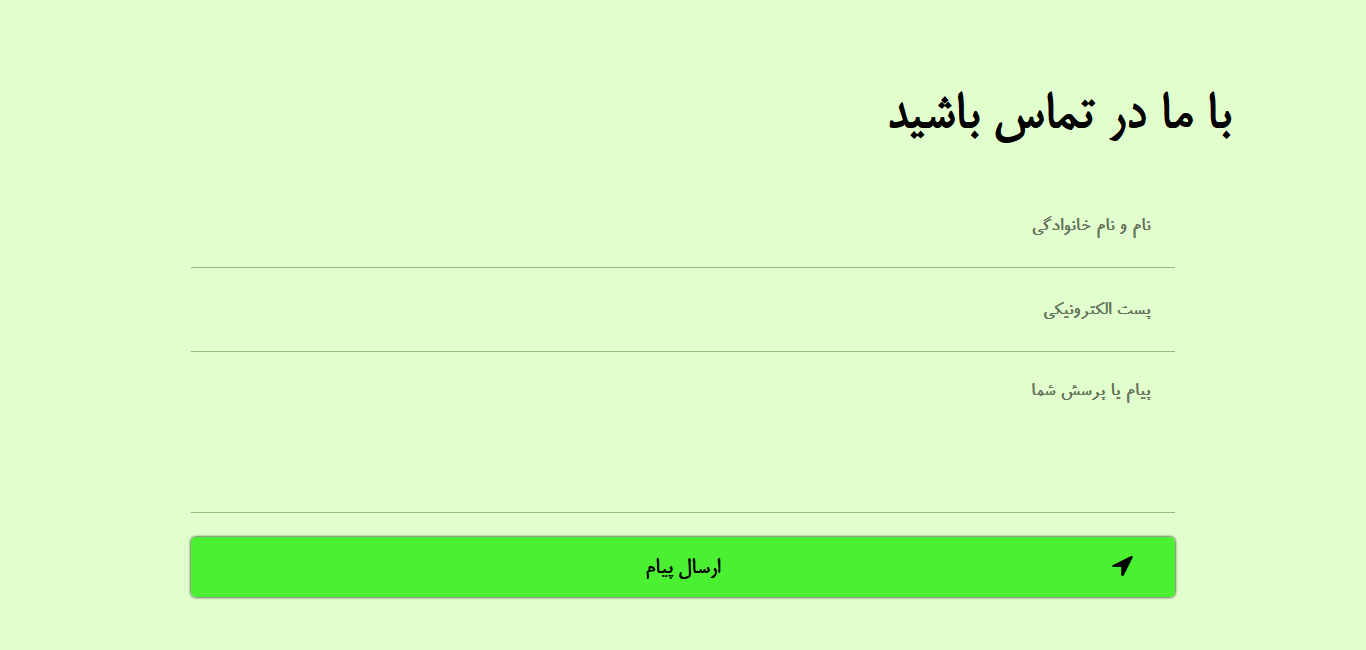 با ما در تماس باشید
نام و نام خانوادگی
پست الکترونیکی
پیام یا پرسش شما
ارسال پیام